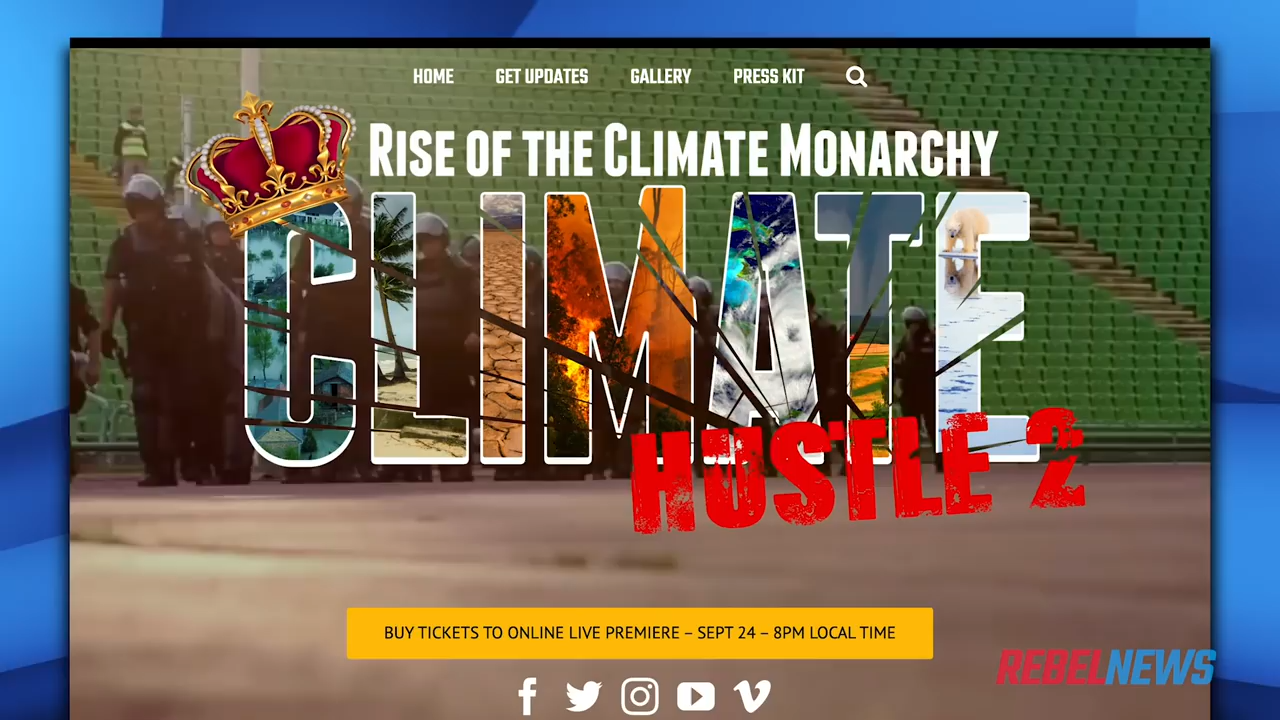 HOME GET UPDATES GALLERY PRESS KIT
RISE OF THE CLIMATE MONARCHY
CLIMATE
HUSTLE 2
BUY TICKETS TO ONLINE LIVE PREMIERE – SEPT 24 – 8PM LOCAL TIME
REBELNEWS